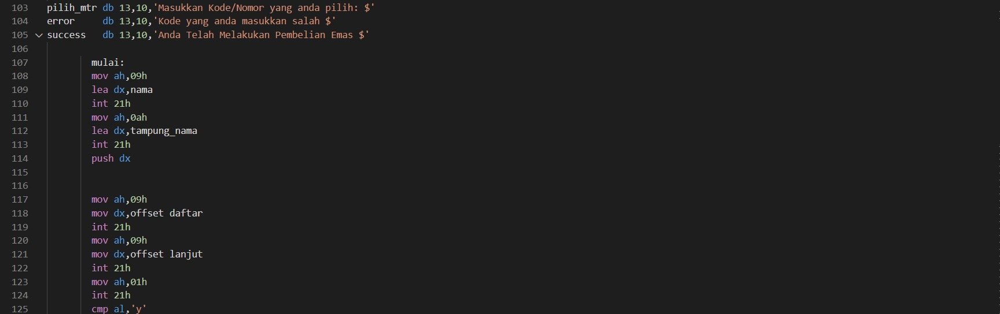 103 pilih_mtr db 13,10,'Masukkan Kode/Nomor yang anda pilih: $'
104 error db 13,10,'Kode yang anda masukkan salah $'
105 success db 13,10,'Anda Telah Melakukan Pembelian Emas $'
106
107 mulai:
108 mov ah,09h
109 lea dx,nama
110 int 21h
111 mov ah,0ah
112 lea dx,tampung_nama
113 int 21h
114 push dx
115
116
117 mov ah,09h
118 mov dx,offset daftar
119 int 21h
120 mov ah,09h
121 mov dx,offset lanjut
122 int 21h
123 mov ah,01h
124 int 21h
125 cmp al,'y'